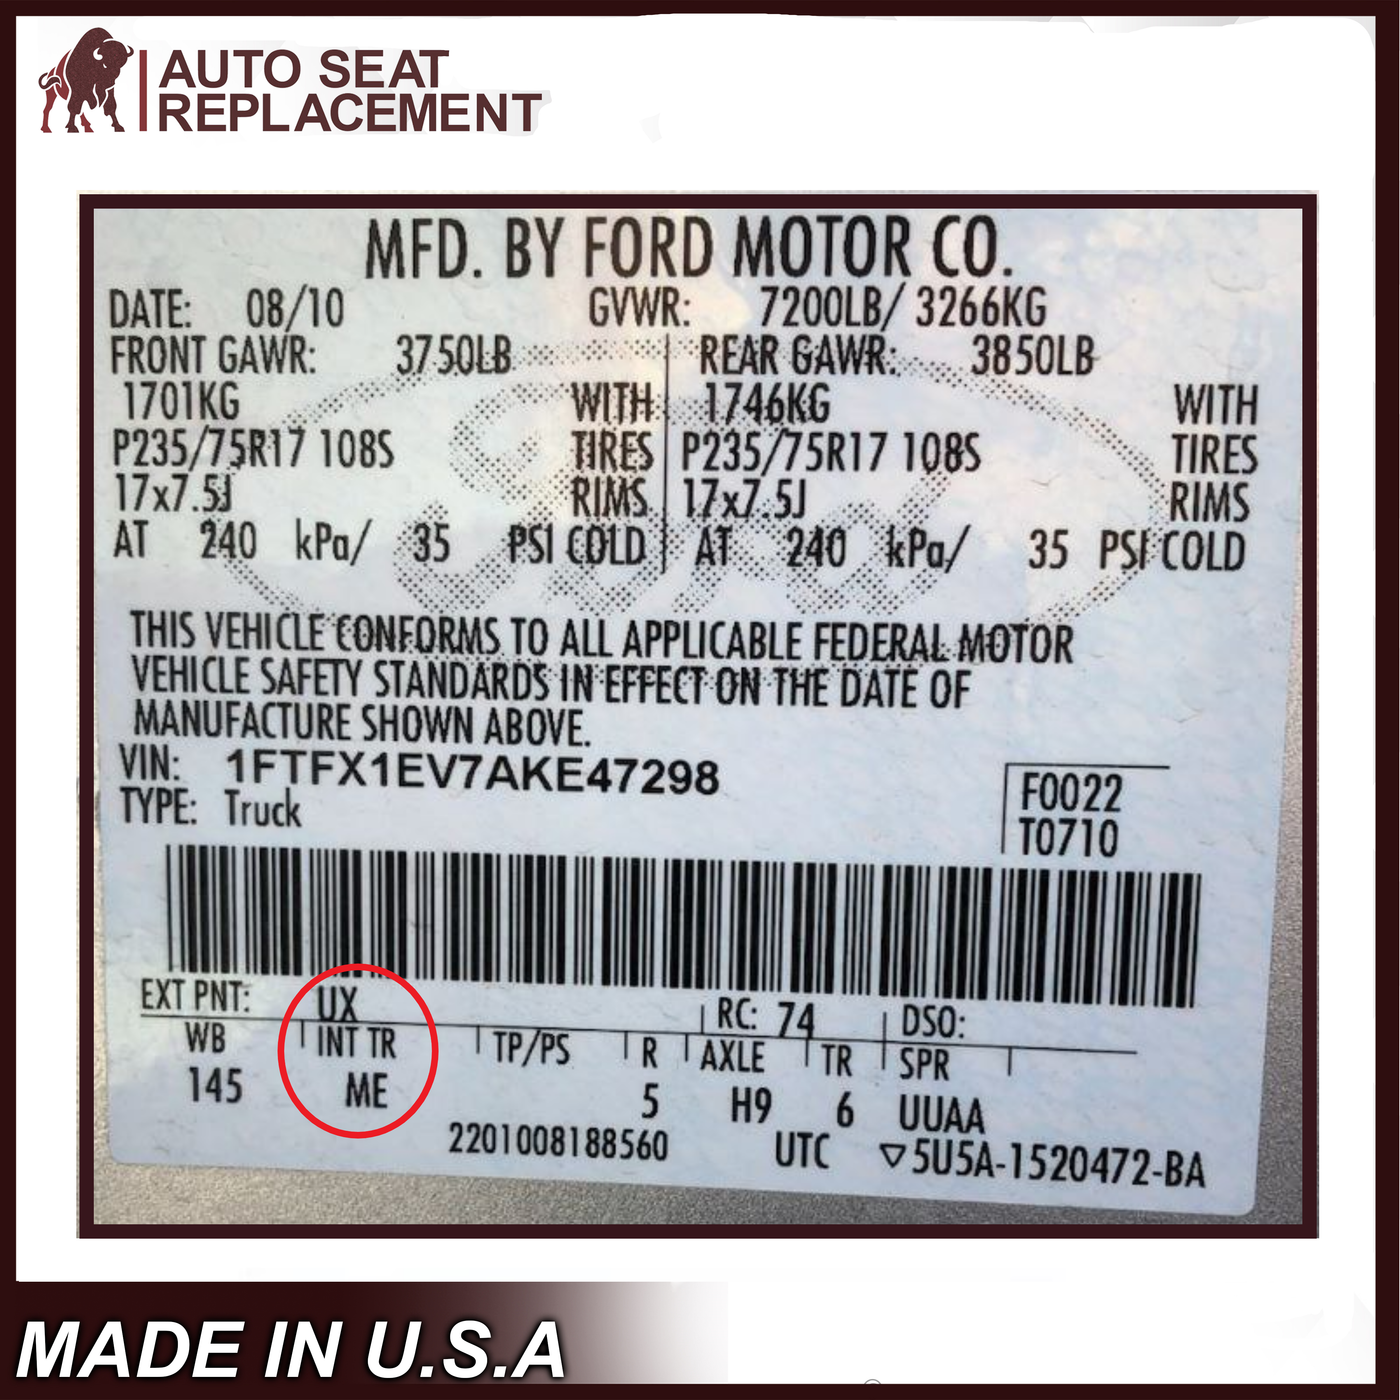 AUTO SEAT
REPLACEMENT
MFD. BY FORD MOTOR CO.
DATE: 08/10 GVWR: 7200LB/ 3266KG
FRONT GAWR: 3750LB REAR GAWR: 3850LB
1701KG WITH 1746KG WITH
P235/75R17 108S TIRES P235/75R17 108S TIRES
17x7.5J RIMS 17x7.5J RIMS
AT 240 kPa/ 35 PSI COLD AT 240 kPa/ 35 PSI COLD
THIS VEHICLE CONFORMS TO ALL APPLICABLE FEDERAL MOTOR
VEHICLE SAFETY STANDARDS IN EFFECT ON THE DATE OF
MANUFACTURE SHOWN ABOVE.
VIN: 1FTFX1EV7AKE47298
TYPE: Truck
F0022
T0710
EXT PNT: UX RC: 74 DSO:
WB INT TR TP/PS R AXLE TR SPR
145 ME 5 H9 6 UUAA
2201008188560 UTC ▽5U5A-1520472-BA
Ford
MADE IN U.S.A